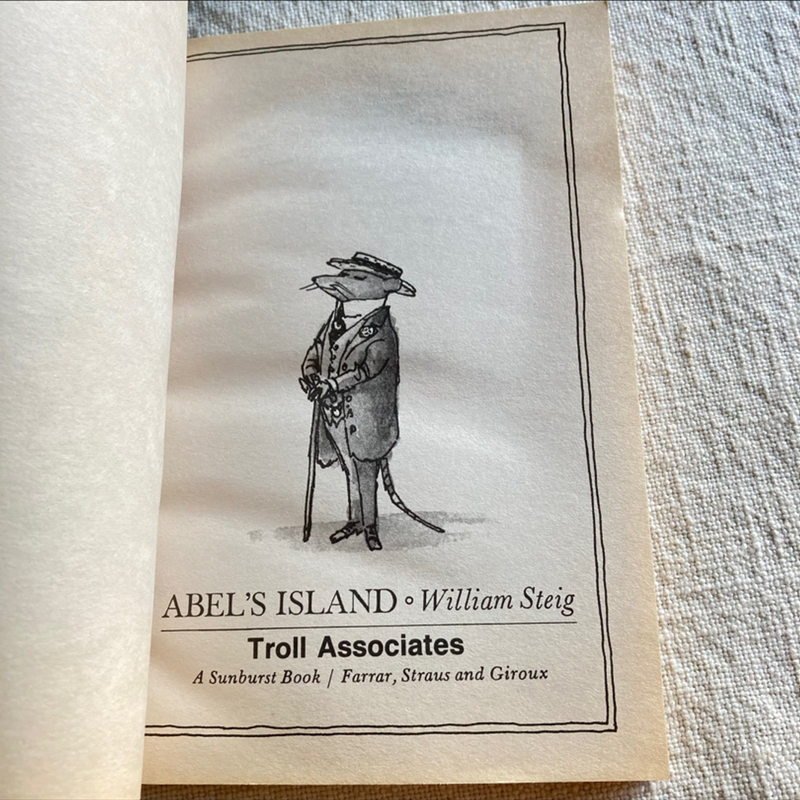 ABEL'S ISLAND ∘ William Steig
Troll Associates
A Sunburst Book / Farrar, Straus and Giroux